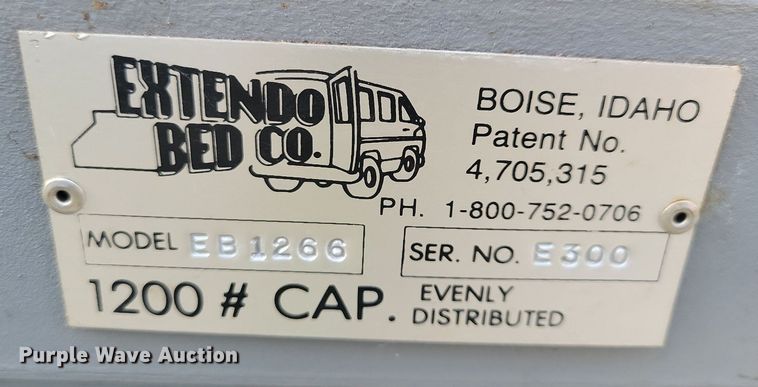 EXTENDO
BED CO.
BOISE, IDAHO
Patent No.
4,705,315
PH. 1-800-752-0706
MODEL EB1266
SER. NO. E300
1200 # CAP. EVENLY
DISTRIBUTED
Purple Wave Auction